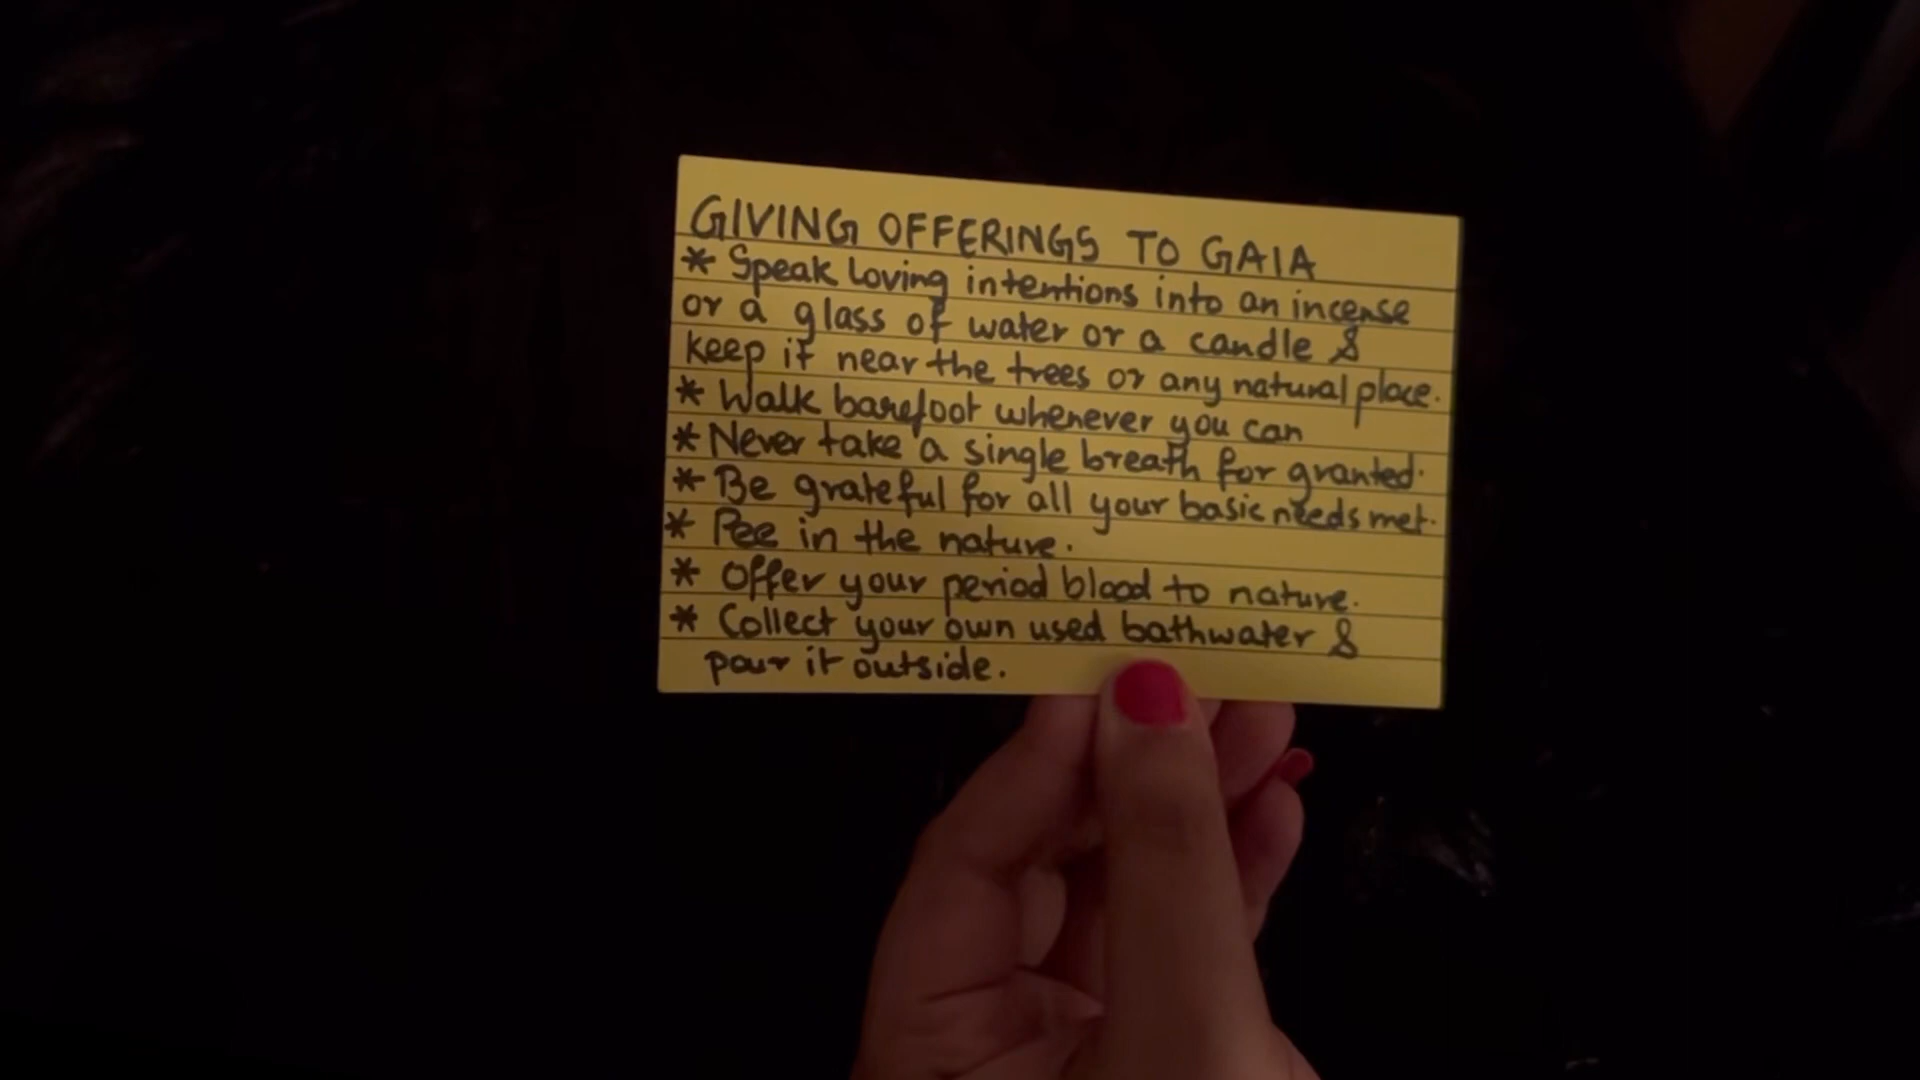 GIVING OFFERINGS TO GAIA
* Speak loving intentions into an incense
or a glass of water or a candle &
keep it near the trees or any natural place.
* Walk barefoot whenever you can
* Never take a single breath for granted.
* Be grateful for all your basic needs met.
* Pee in the nature.
* Offer your period blood to nature.
* Collect your own used bathwater &
pour it outside.